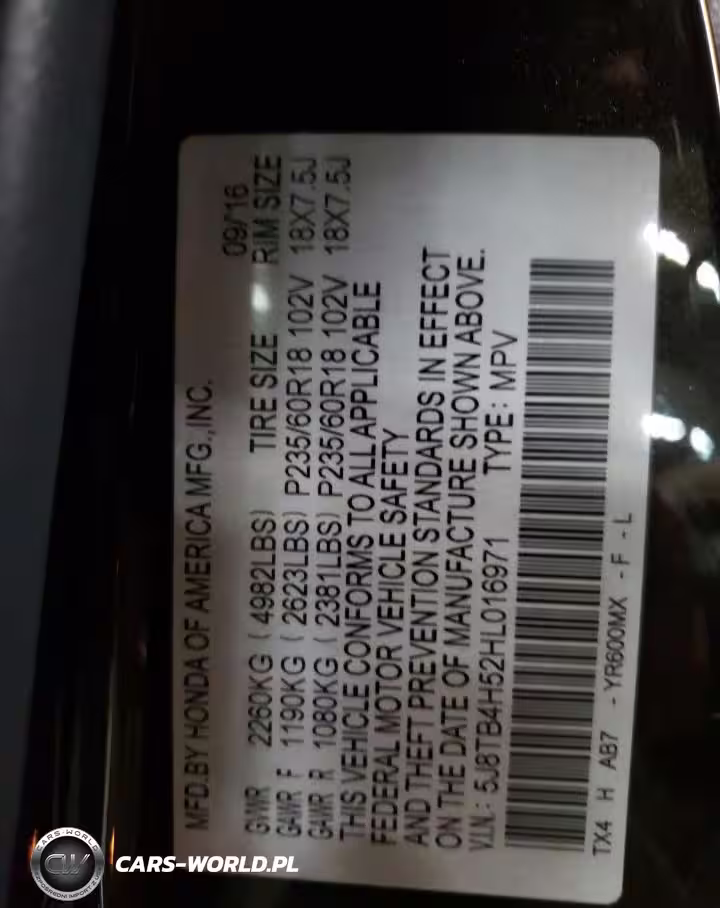 MFD.BY HONDA OF AMERICA MFG.,INC.
09/16
GVWR 2260KG ( 4982LBS) TIRE SIZE RIM SIZE
GAWR F 1190KG ( 2623LBS) P235/60R18 102V 18X7.5J
GAWR R 1080KG ( 2381LBS) P235/60R18 102V 18X7.5J
THIS VEHICLE CONFORMS TO ALL APPLICABLE
FEDERAL MOTOR VEHICLE SAFETY
AND THEFT PREVENTION STANDARDS IN EFFECT
ON THE DATE OF MANUFACTURE SHOWN ABOVE.
V.I.N.: 5J8TB4H52HL016971 TYPE: MPV
TX4 H AB7 -YR600MX -F-L
CARS-WORLD
CW
CARS-WORLD.PL